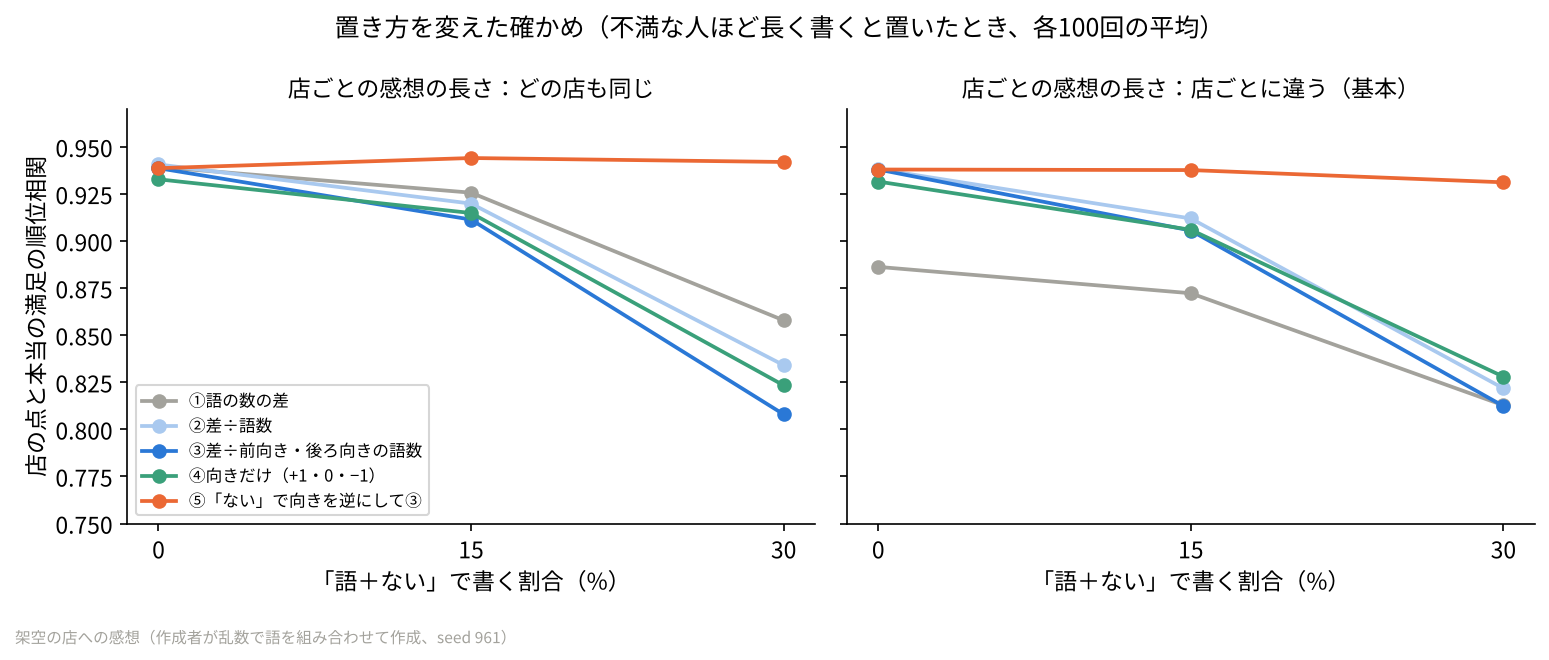 置き方を変えた確かめ（不満な人ほど長く書くと置いたとき、各100回の平均）
店ごとの感想の長さ：どの店も同じ
店ごとの感想の長さ：店ごとに違う（基本）
店の点と本当の満足の順位相関
0.950
0.925
0.900
0.875
0.850
0.825
0.800
0.775
0.750
①語の数の差
②差÷語数
③差÷前向き・後ろ向きの語数
④向きだけ（+1・0・−1）
⑤「ない」で向きを逆にして③
0 15 30
0 15 30
「語＋ない」で書く割合（%）
「語＋ない」で書く割合（%）
架空の店への感想（作成者が乱数で語を組み合わせて作成、seed 961）